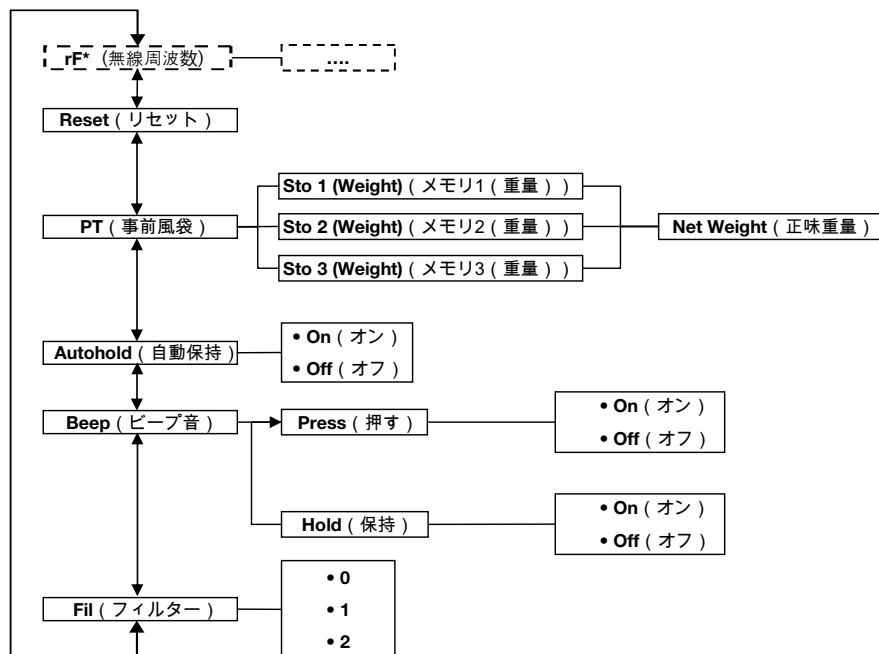 rF* (無線周波数)
....
Reset ( リセット )
Sto 1 (Weight) ( メモリ1 ( 重量 ) )
PT ( 事前風袋 )
Sto 2 (Weight) ( メモリ2 ( 重量 ) )
Net Weight ( 正味重量 )
Sto 3 (Weight) ( メモリ3 ( 重量 ) )
Autohold ( 自動保持 )
• On ( オン )
• Off ( オフ )
Beep ( ビープ音 )
Press ( 押す )
• On ( オン )
• Off ( オフ )
Hold ( 保持 )
• On ( オン )
• Off ( オフ )
Fil ( フィルター )
• 0
• 1
• 2